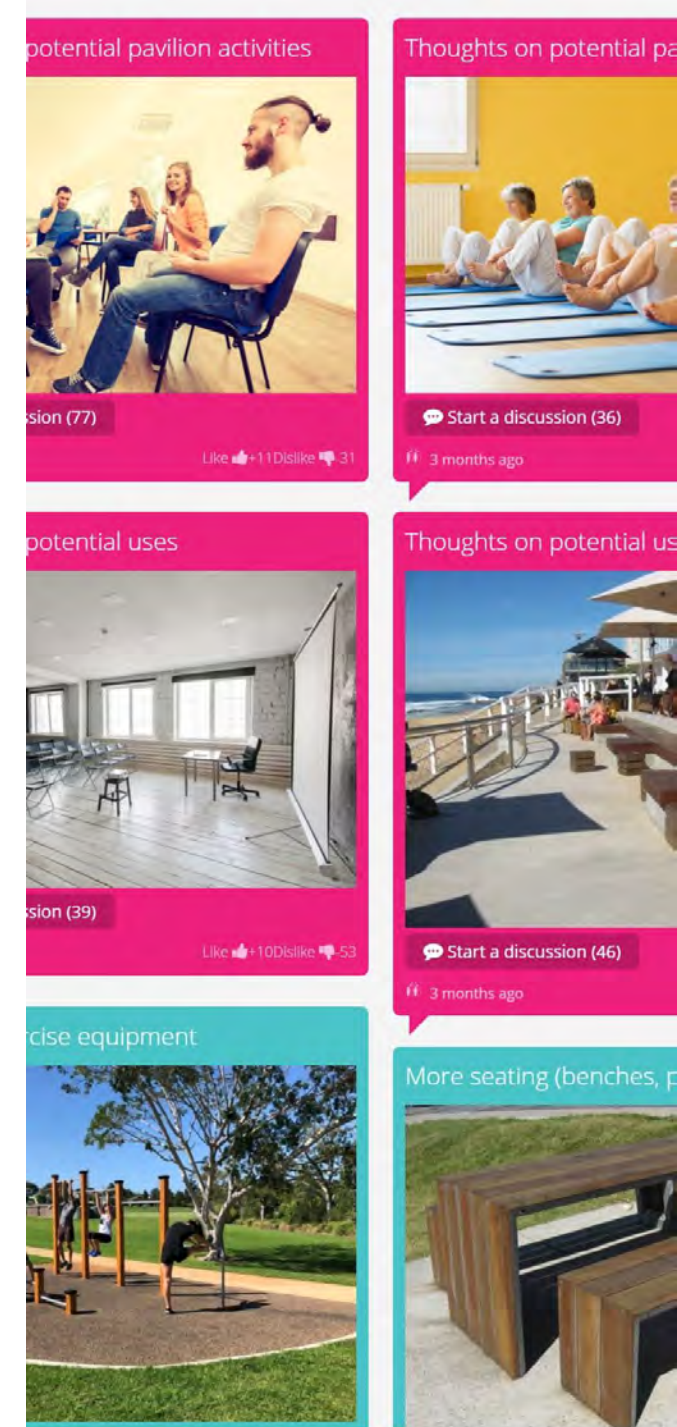 potential pavilion activities
ssion (77)
Like +11Dislike -31
Thoughts on potential pa
Start a discussion (36)
3 months ago
potential uses
ssion (39)
Like +10Dislike -53
Thoughts on potential us
Start a discussion (46)
3 months ago
rcise equipment
More seating (benches, p